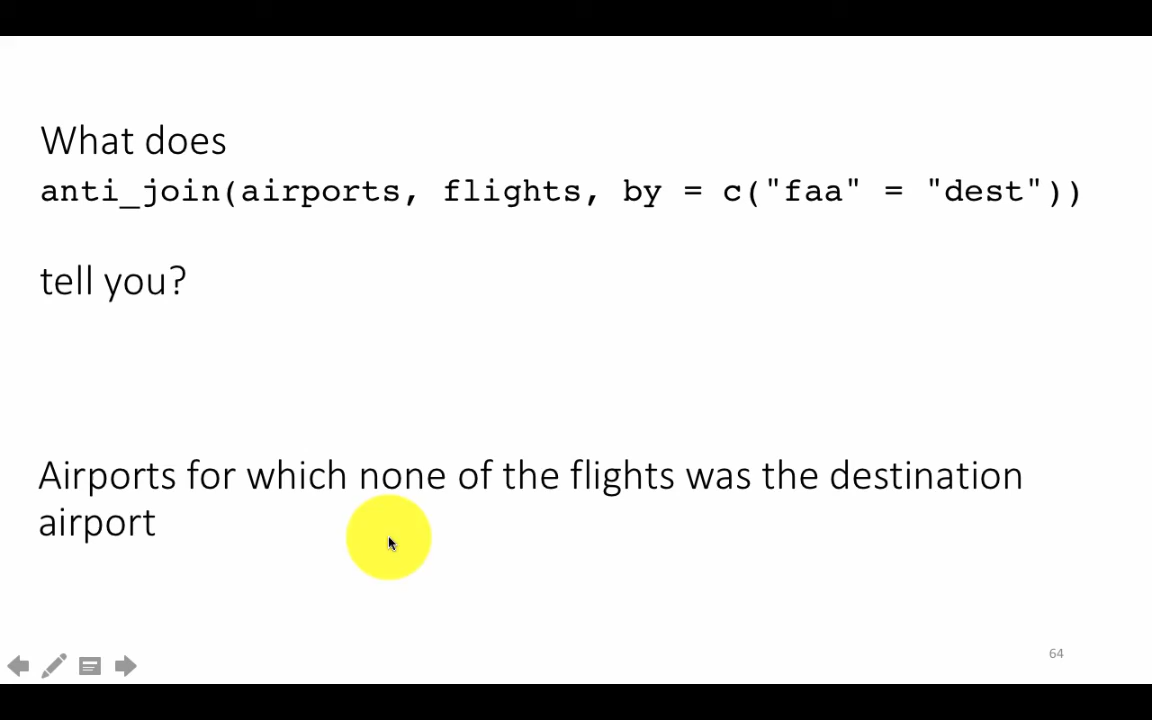 What does
anti_join(airports, flights, by = c("faa" = "dest"))
tell you?
Airports for which none of the flights was the destination
airport
64